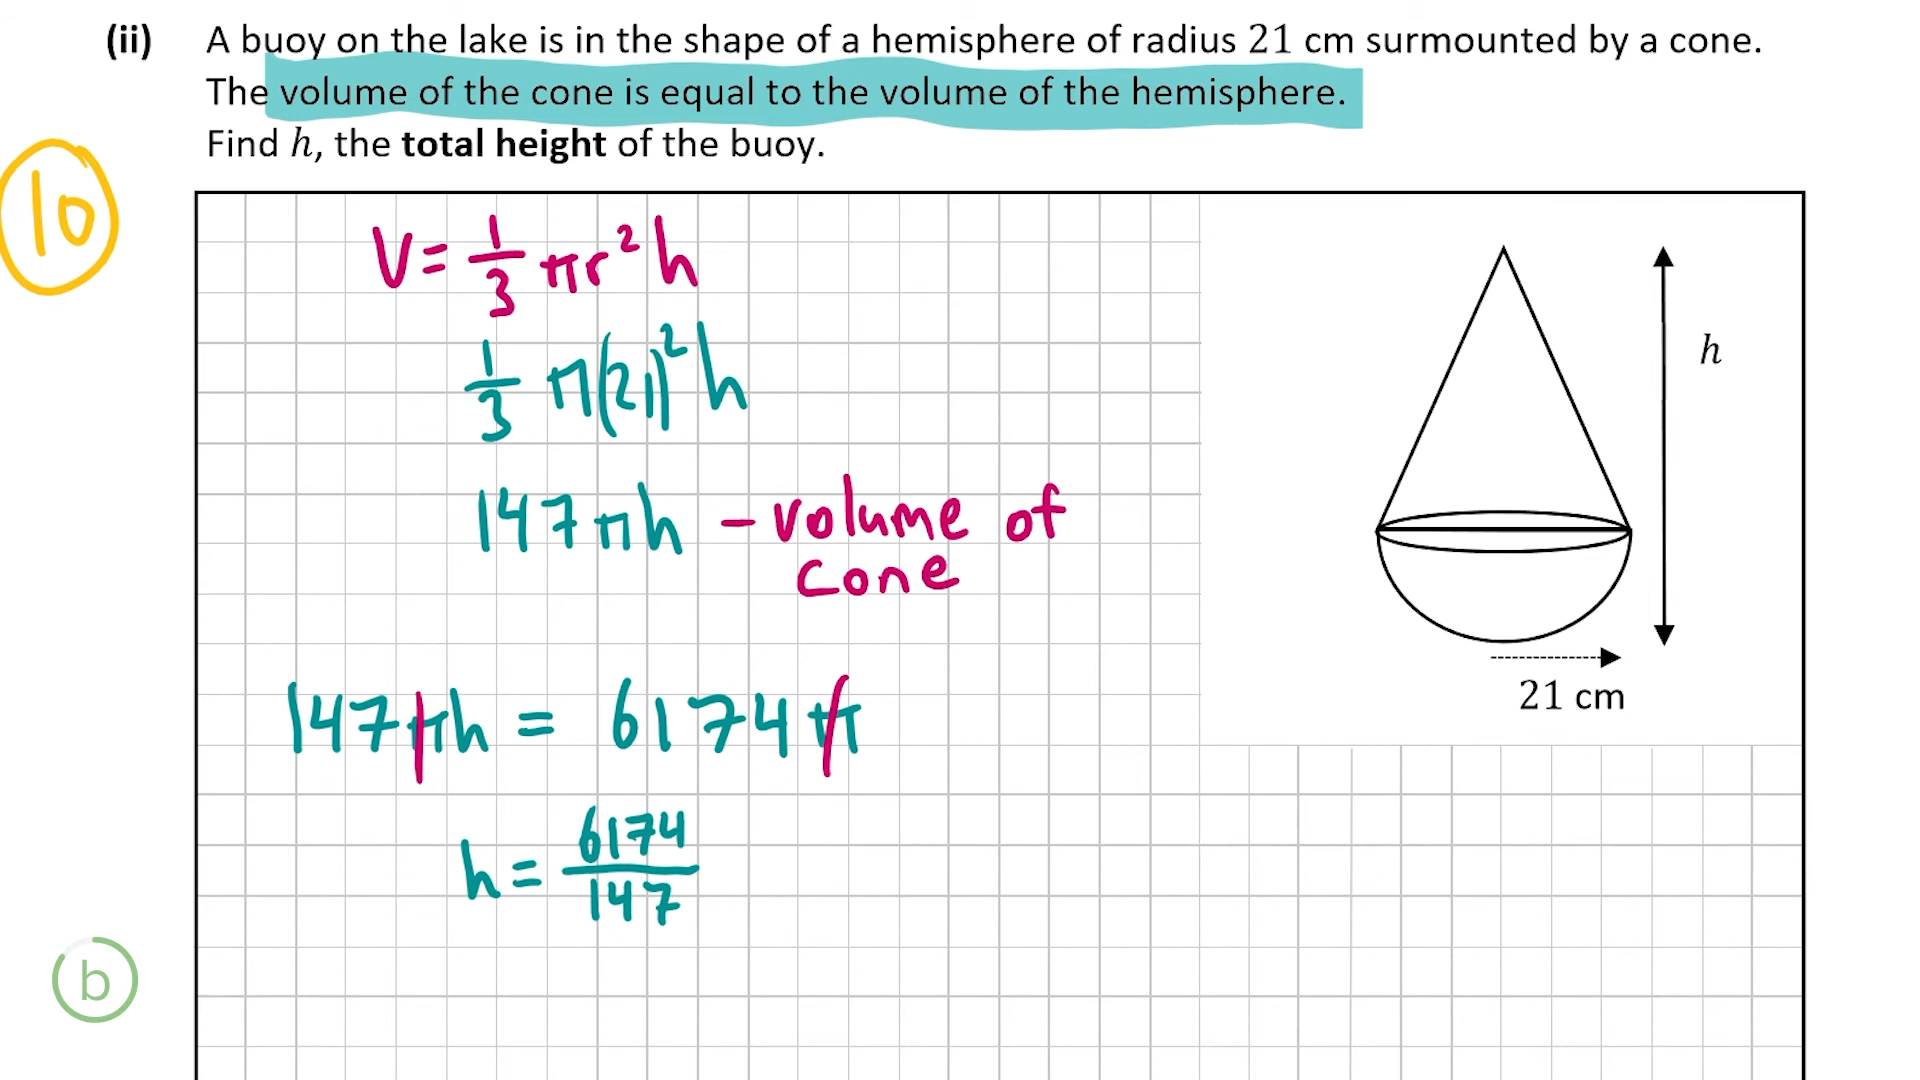 (ii) A buoy on the lake is in the shape of a hemisphere of radius 21 cm surmounted by a cone.
The volume of the cone is equal to the volume of the hemisphere.
Find h, the total height of the buoy.
10
V = 1/3 πr²h
1/3 π(21)²h
147πh - volume of
cone
147πh = 6174π
h = 6174/147
h
21 cm
b